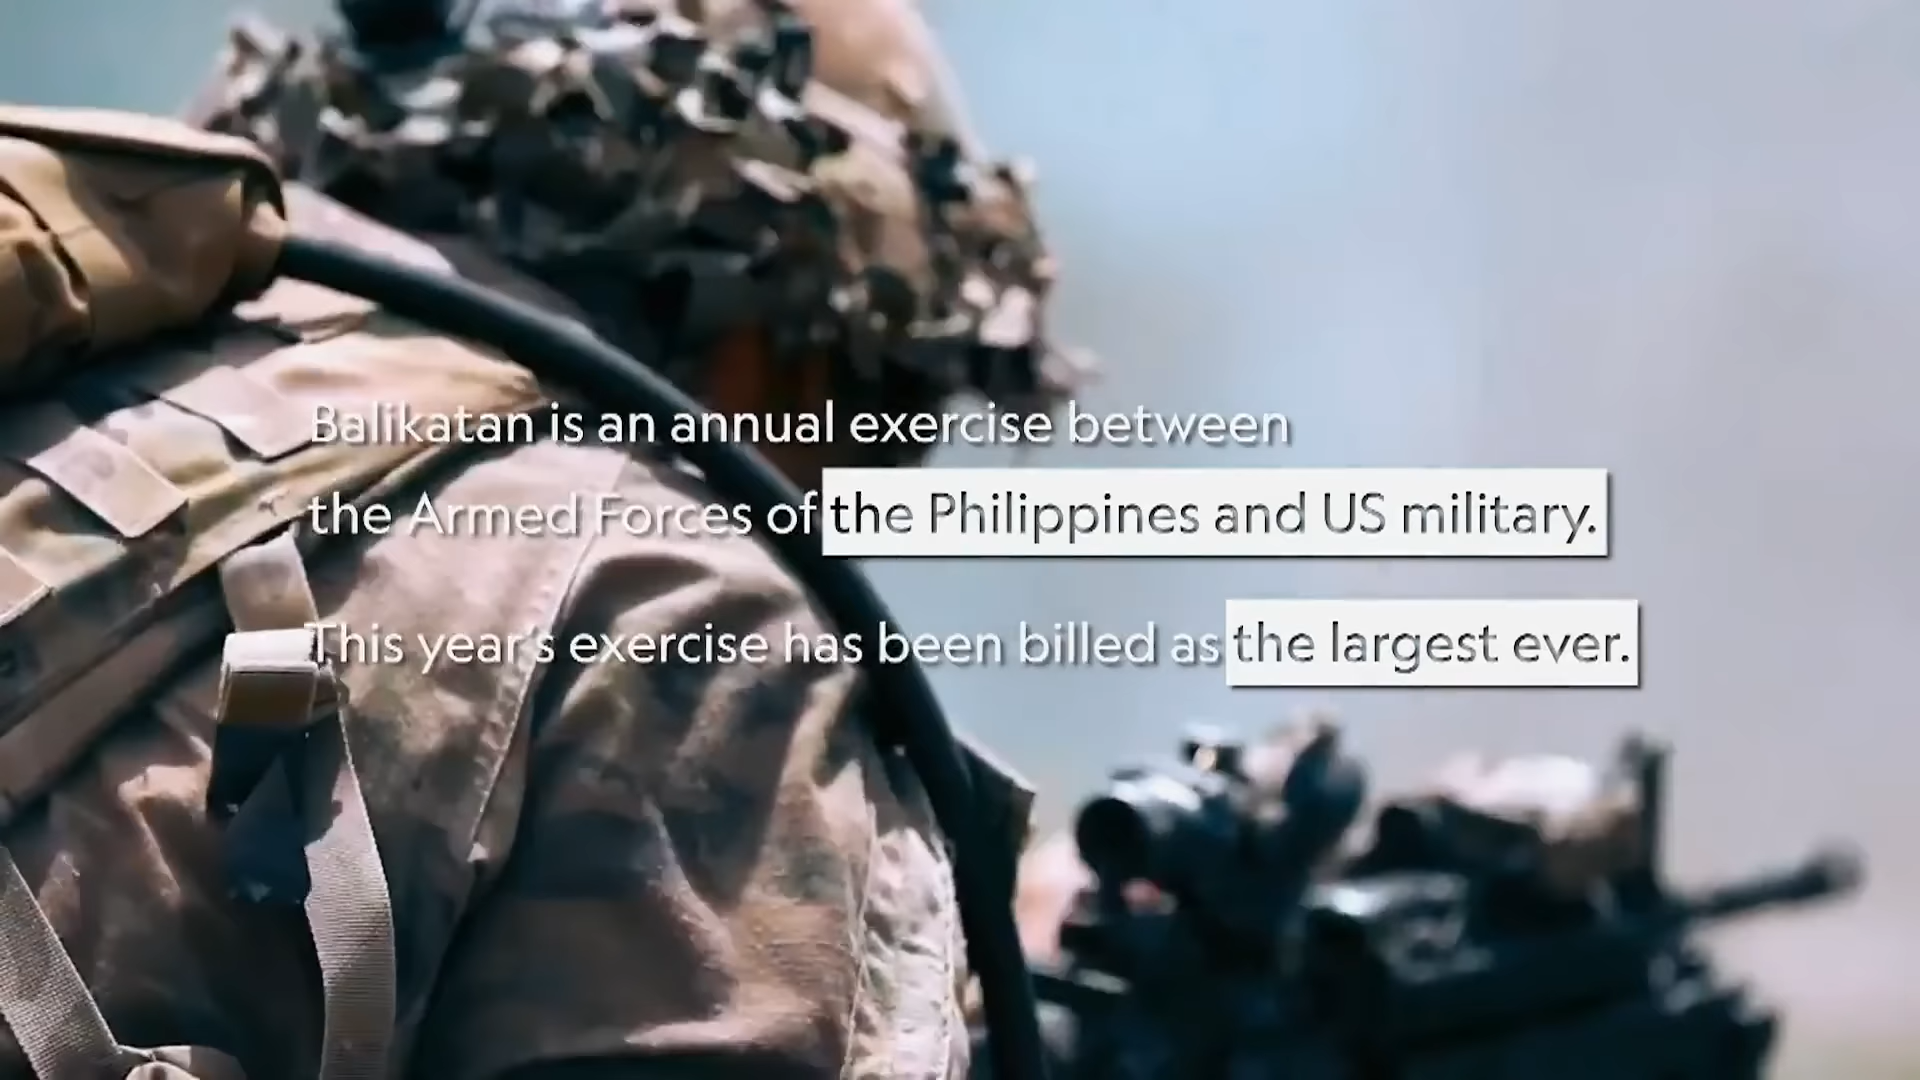 Balikatan is an annual exercise between
the Armed Forces of the Philippines and US military.
This year's exercise has been billed as the largest ever.